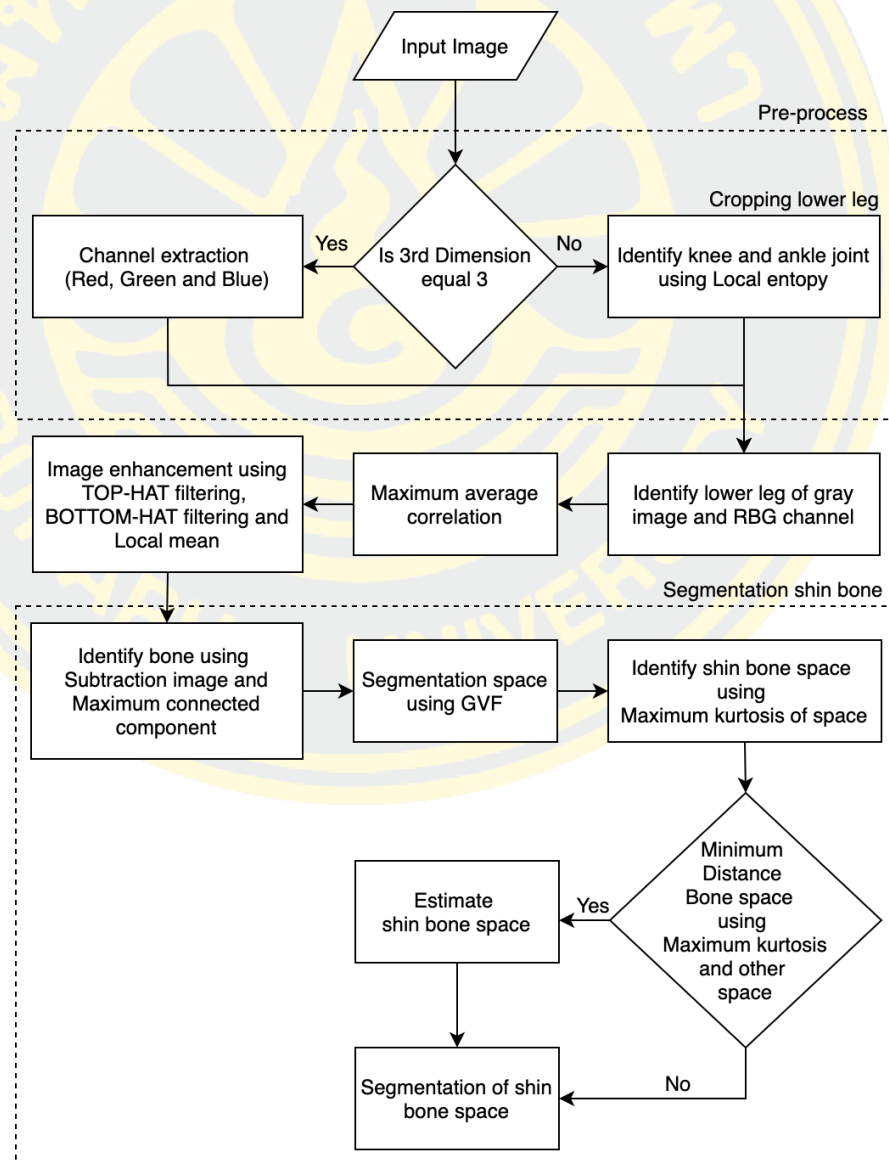 Input Image
Pre-process
Cropping lower leg
Is 3rd Dimension
equal 3
Yes
No
Channel extraction
(Red, Green and Blue)
Identify knee and ankle joint
using Local entopy
Identify lower leg of gray
image and RBG channel
Maximum average
correlation
Image enhancement using
TOP-HAT filtering,
BOTTOM-HAT filtering and
Local mean
Segmentation shin bone
Identify bone using
Subtraction image and
Maximum connected
component
Segmentation space
using GVF
Identify shin bone space
using
Maximum kurtosis of space
Minimum
Distance
Bone space
using
Maximum kurtosis
and other
space
Yes
Estimate
shin bone space
No
Segmentation of shin
bone space